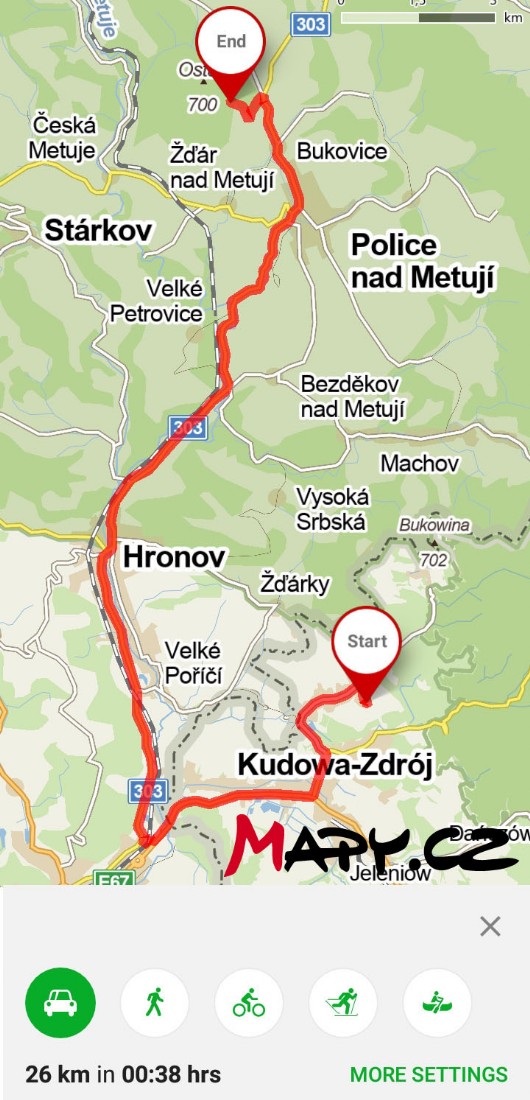 0 1,5 3
km
Metuje
303
End
Ost
700
Česká
Metuje
Žďár
nad Metují
Bukovice
Stárkov
Police
nad Metují
Velké
Petrovice
Bezděkov
nad Metují
303
Machov
Vysoká
Srbská
Bukowina
702
Hronov
Žďárky
Start
Velké
Poříčí
Kudowa-Zdrój
303
MAPY.CZ
Jeleniów
E67
26 km in 00:38 hrs
MORE SETTINGS